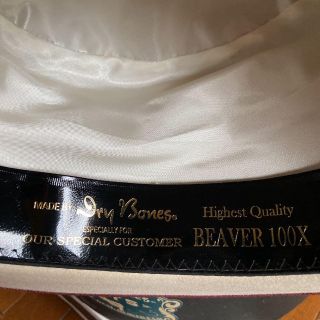 MADE BY Dry Bones.
ESPECIALLY FOR
OUR SPECIAL CUSTOMER
Highest Quality
BEAVER 100X